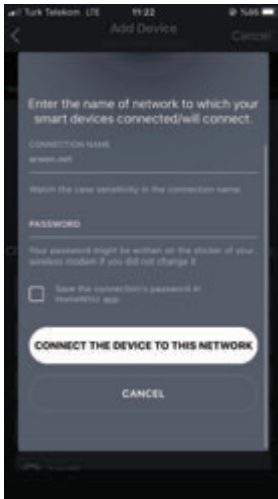 Turk Telekom LTE 11:22 %86
Add Device
Cancel
Enter the name of network to which your
smart devices connected/will connect.
CONNECTION NAME
Watch the case sensitivity in the connection name
PASSWORD
Your password might be written on the sticker of your
wireless modem if you did not change it
Save the connection's password in
app.
CONNECT THE DEVICE TO THIS NETWORK
CANCEL